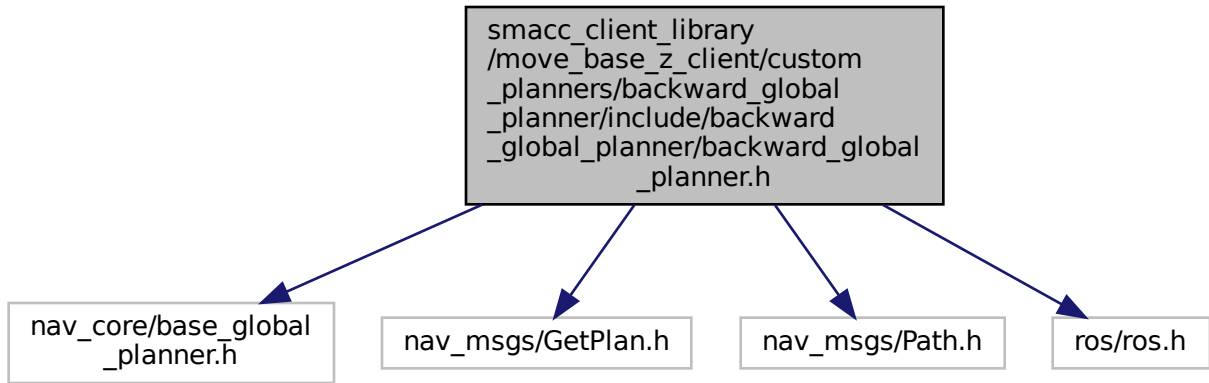 smacc_client_library
/move_base_z_client/custom
_planners/backward_global
_planner/include/backward
_global_planner/backward_global
_planner.h
nav_core/base_global
_planner.h
nav_msgs/GetPlan.h
nav_msgs/Path.h
ros/ros.h